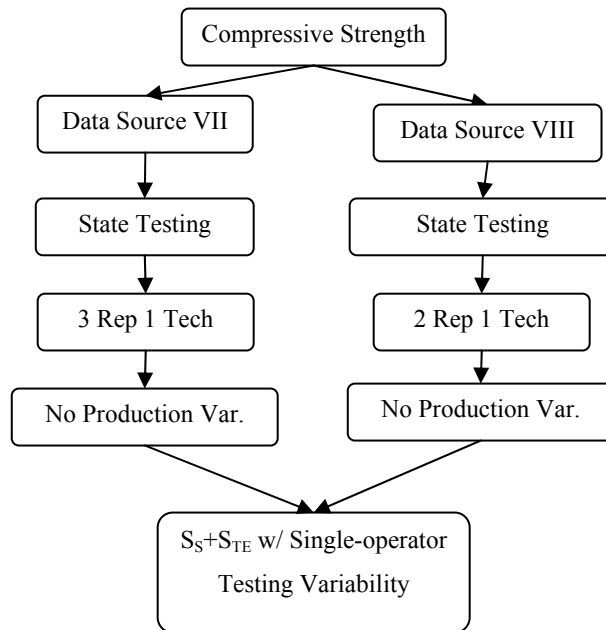 Compressive Strength
Data Source VII
Data Source VIII
State Testing
State Testing
3 Rep 1 Tech
2 Rep 1 Tech
No Production Var.
No Production Var.
SS+STE w/ Single-operator
Testing Variability